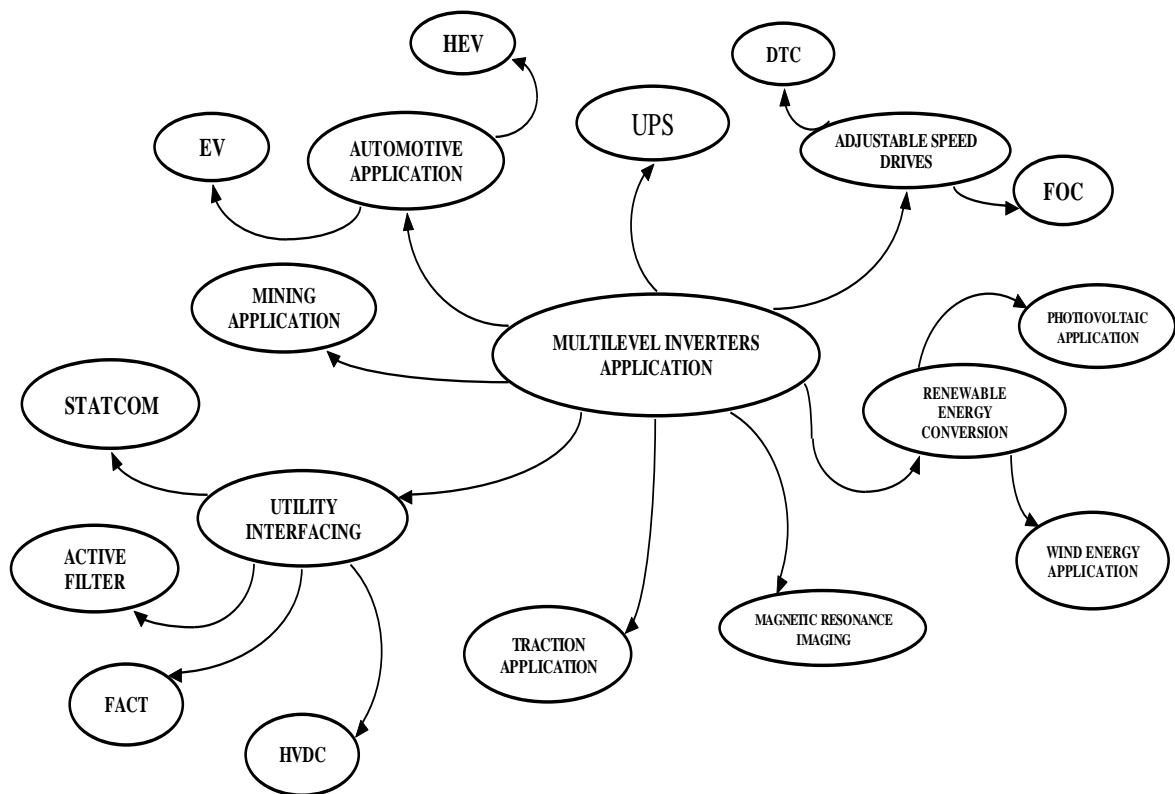 HEV
DTC
UPS
EV
AUTOMOTIVE
APPLICATION
ADJUSTABLE SPEED
DRIVES
FOC
MINING
APPLICATION
MULTILEVEL INVERTERS
APPLICATION
PHOTIOVOLTAIC
APPLICATION
STATCOM
RENEWABLE
ENERGY
CONVERSION
UTILITY
INTERFACING
ACTIVE
FILTER
WIND ENERGY
APPLICATION
TRACTION
APPLICATION
MAGNETIC RESONANCE
IMAGING
FACT
HVDC